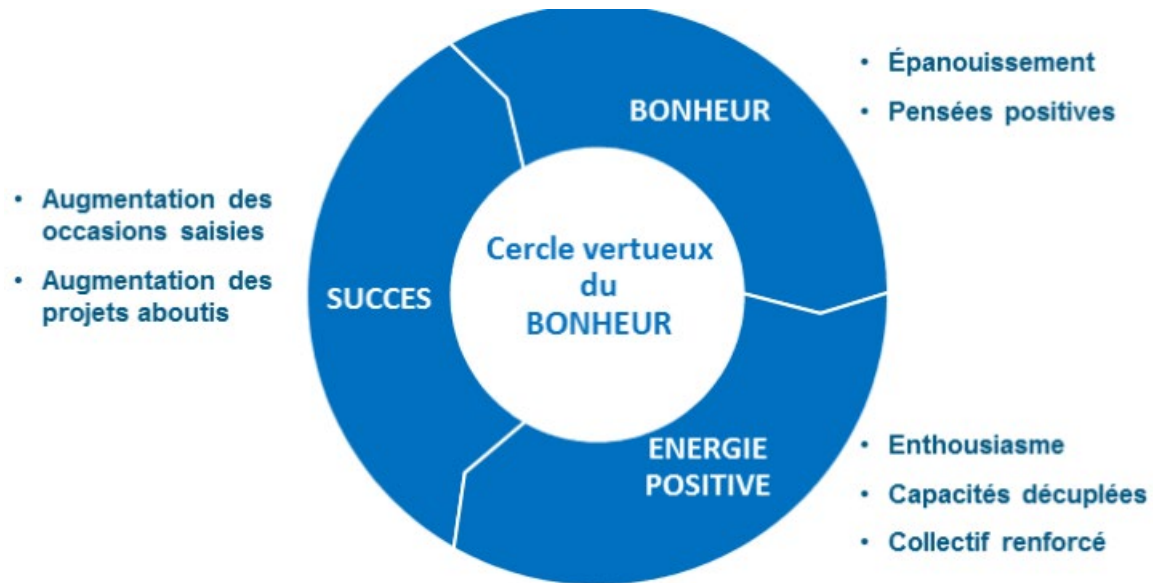 BONHEUR
• Épanouissement
• Pensées positives
• Augmentation des
occasions saisies
• Augmentation des
projets aboutis
SUCCES
Cercle vertueux
du
BONHEUR
ENERGIE
POSITIVE
• Enthousiasme
• Capacités décuplées
• Collectif renforcé